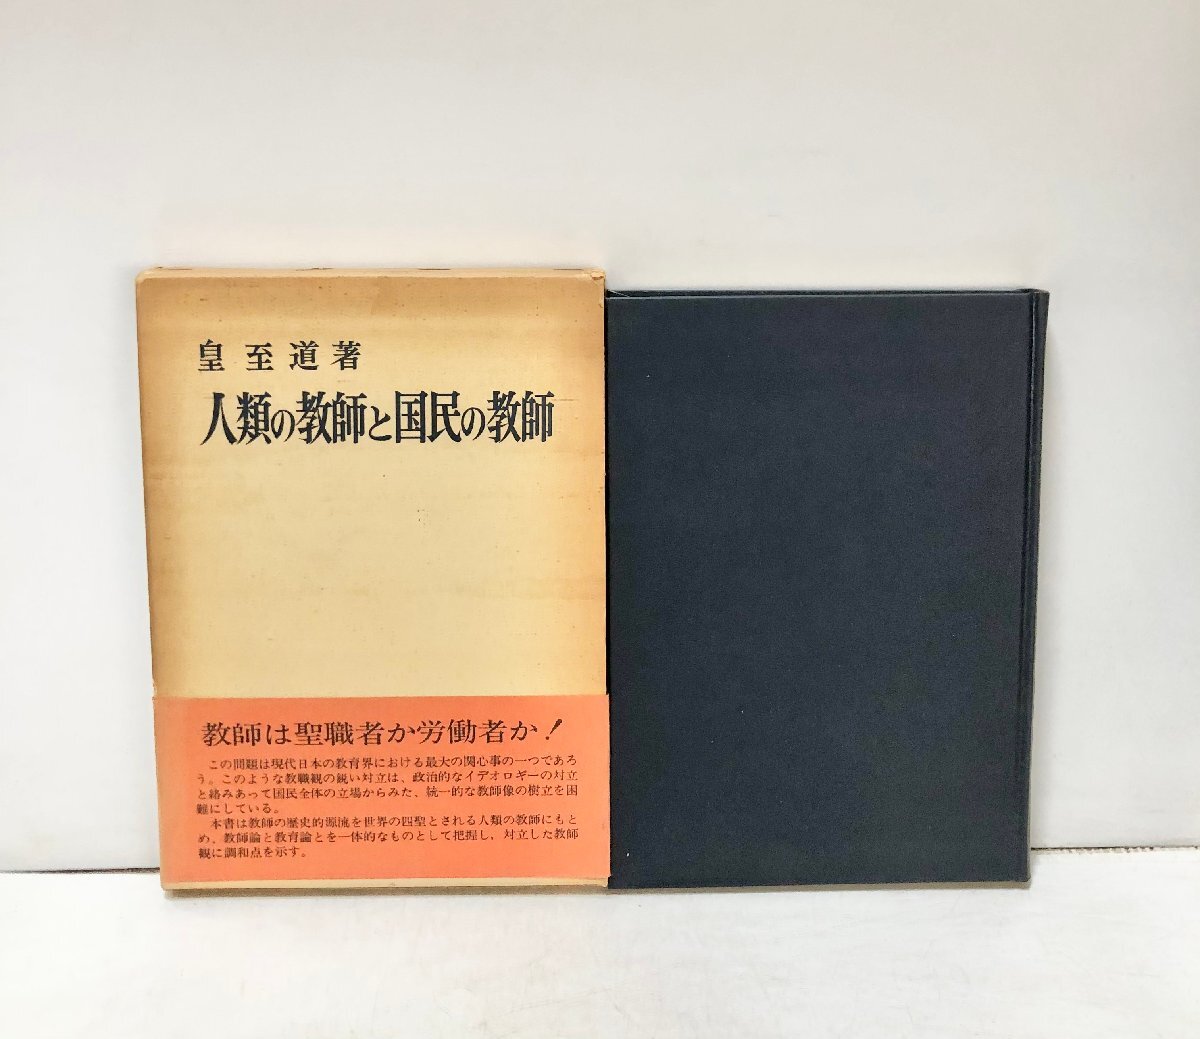 皇至道著
人類の教師と国民の教師
教師は聖職者か労働者か！
この問題は現代日本の教育界における最大の関心事の一つであろ
う。このような教職観の鋭い対立は、政治的なイデオロギーの対立
と絡みあって国民全体の立場からみた、統一的な教師像の樹立を困
難にしている。
本書は教師の歴史的源流を世界の四聖とされる人類の教師にもと
め、教師論と教育論とを一体的なものとして把握し、対立した教師
観に調和点を示す。